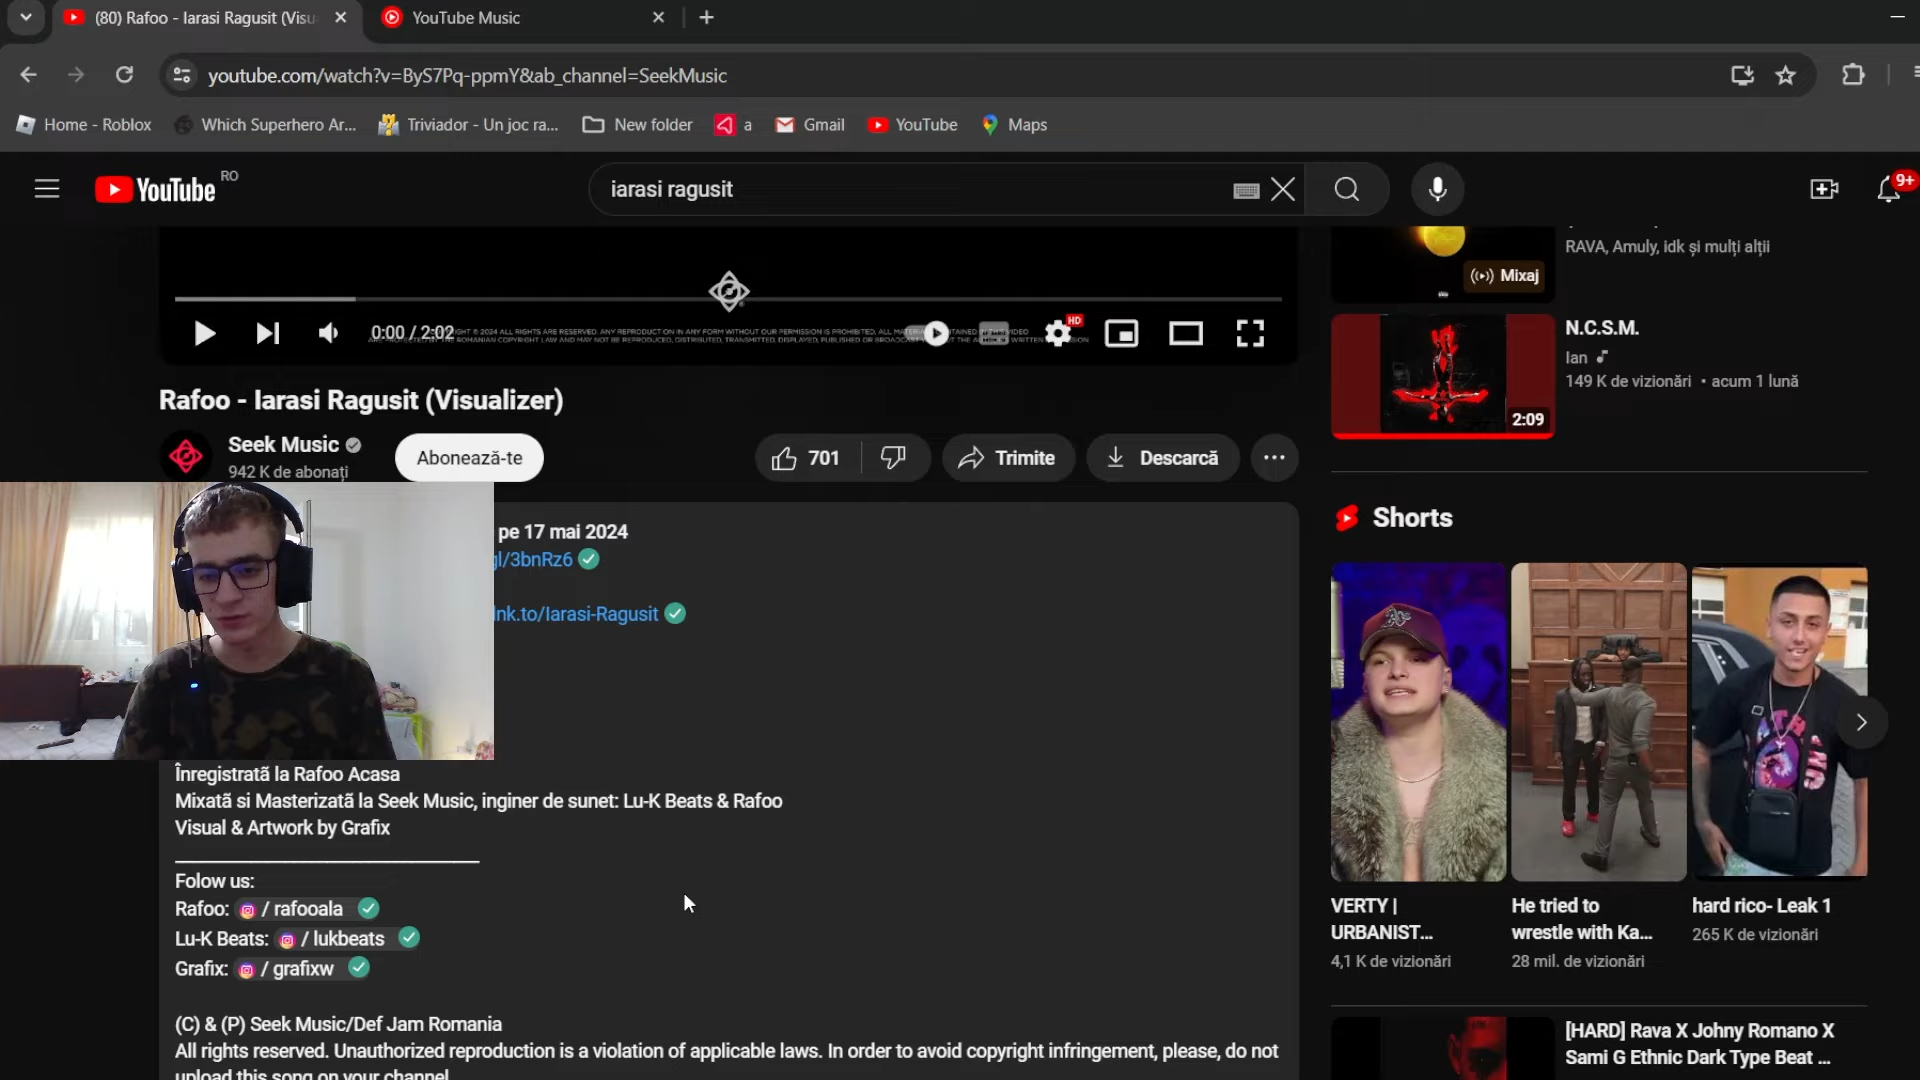 (80) Rafoo - Iarasi Ragusit (Visu
YouTube Music
youtube.com/watch?v=ByS7Pq-ppmY&ab_channel=SeekMusic
Home - Roblox
Which Superhero Ar...
Triviador - Un joc ra...
New folder
a
Gmail
YouTube
Maps
YouTube RO
iarasi ragusit
9+
0:00 / 2:02
HD
Rafoo - Iarasi Ragusit (Visualizer)
Seek Music
942 K de abonați
Abonează-te
701
Trimite
Descarcă
pe 17 mai 2024
gl/3bnRz6
lnk.to/Iarasi-Ragusit
Înregistrată la Rafoo Acasa
Mixată si Masterizată la Seek Music, inginer de sunet: Lu-K Beats & Rafoo
Visual & Artwork by Grafix
Folow us:
Rafoo: / rafooala
Lu-K Beats: / lukbeats
Grafix: / grafixw
(C) & (P) Seek Music/Def Jam Romania
All rights reserved. Unauthorized reproduction is a violation of applicable laws. In order to avoid copyright infringement, please, do not
upload this song on your channel.
RAVA, Amuly, idk și mulți alții
Mixaj
N.C.S.M.
Ian
149 K de vizionări • acum 1 lună
2:09
Shorts
VERTY |
URBANIST...
4,1 K de vizionări
He tried to
wrestle with Ka...
28 mil. de vizionări
hard rico- Leak 1
265 K de vizionări
[HARD] Rava X Johny Romano X
Sami G Ethnic Dark Type Beat ...